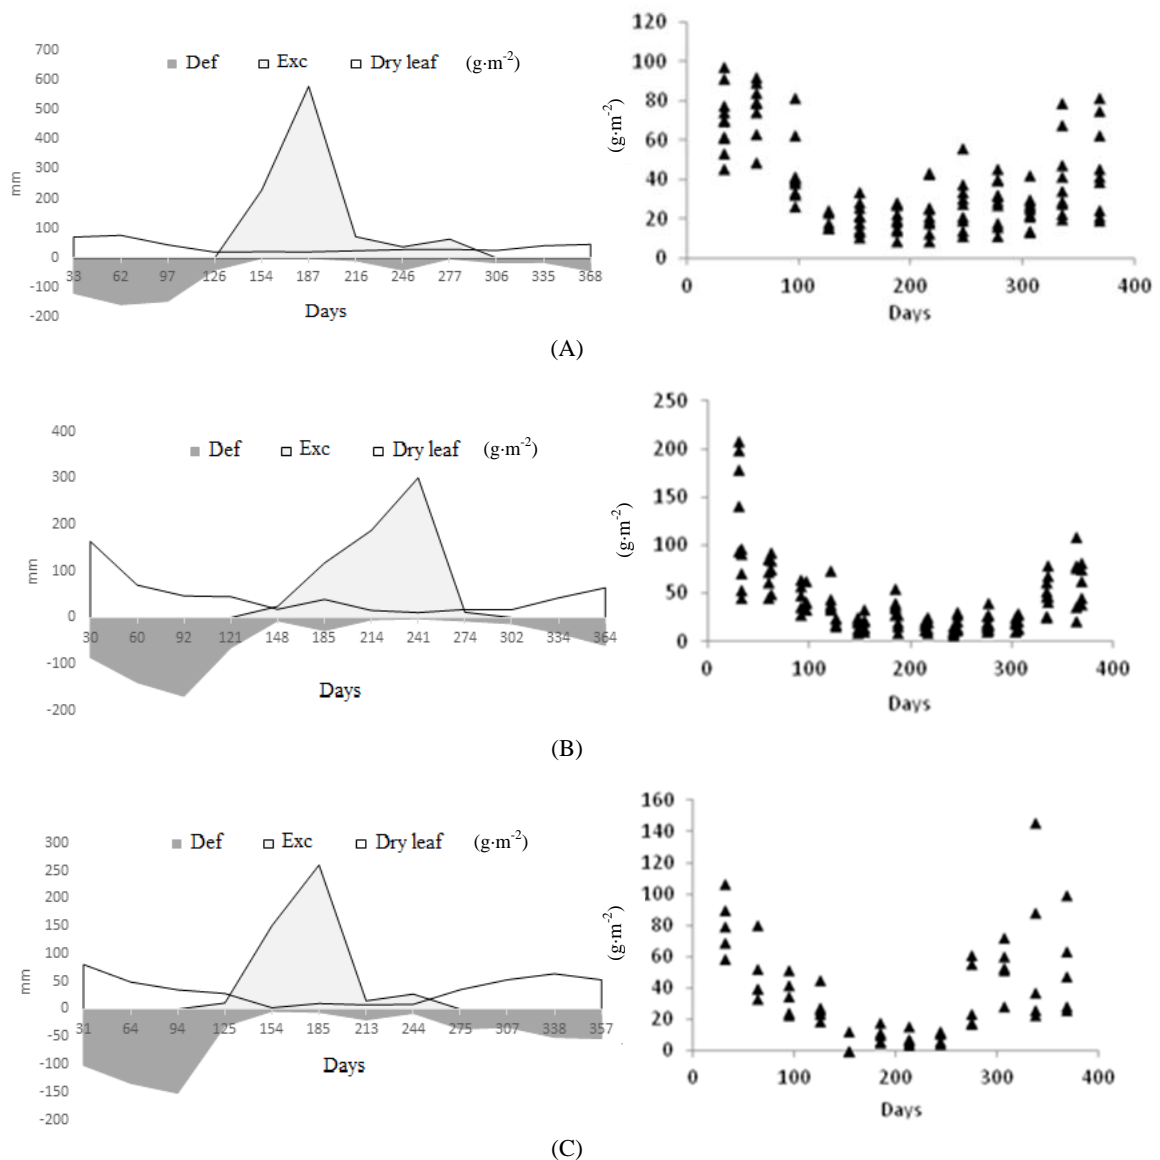 700
600
500
400
300
200
100
0
-100
-200
mm
Def Exc Dry leaf (g·m-2)
33 62 97 126 154 187 216 246 277 306 335 368
Days
120
100
80
60
40
20
0
(g·m-2)
0 100 200 300 400
Days
(A)
400
300
200
100
0
-100
-200
mm
Def Exc Dry leaf (g·m-2)
30 60 92 121 148 185 214 241 274 302 334 364
Days
250
200
150
100
50
0
(g·m-2)
0 100 200 300 400
Days
(B)
300
250
200
150
100
50
0
-50
-100
-150
-200
mm
Def Exc Dry leaf (g·m-2)
31 64 94 125 154 185 213 244 275 307 338 357
Days
160
140
120
100
80
60
40
20
0
(g·m-2)
0 100 200 300 400
Days
(C)